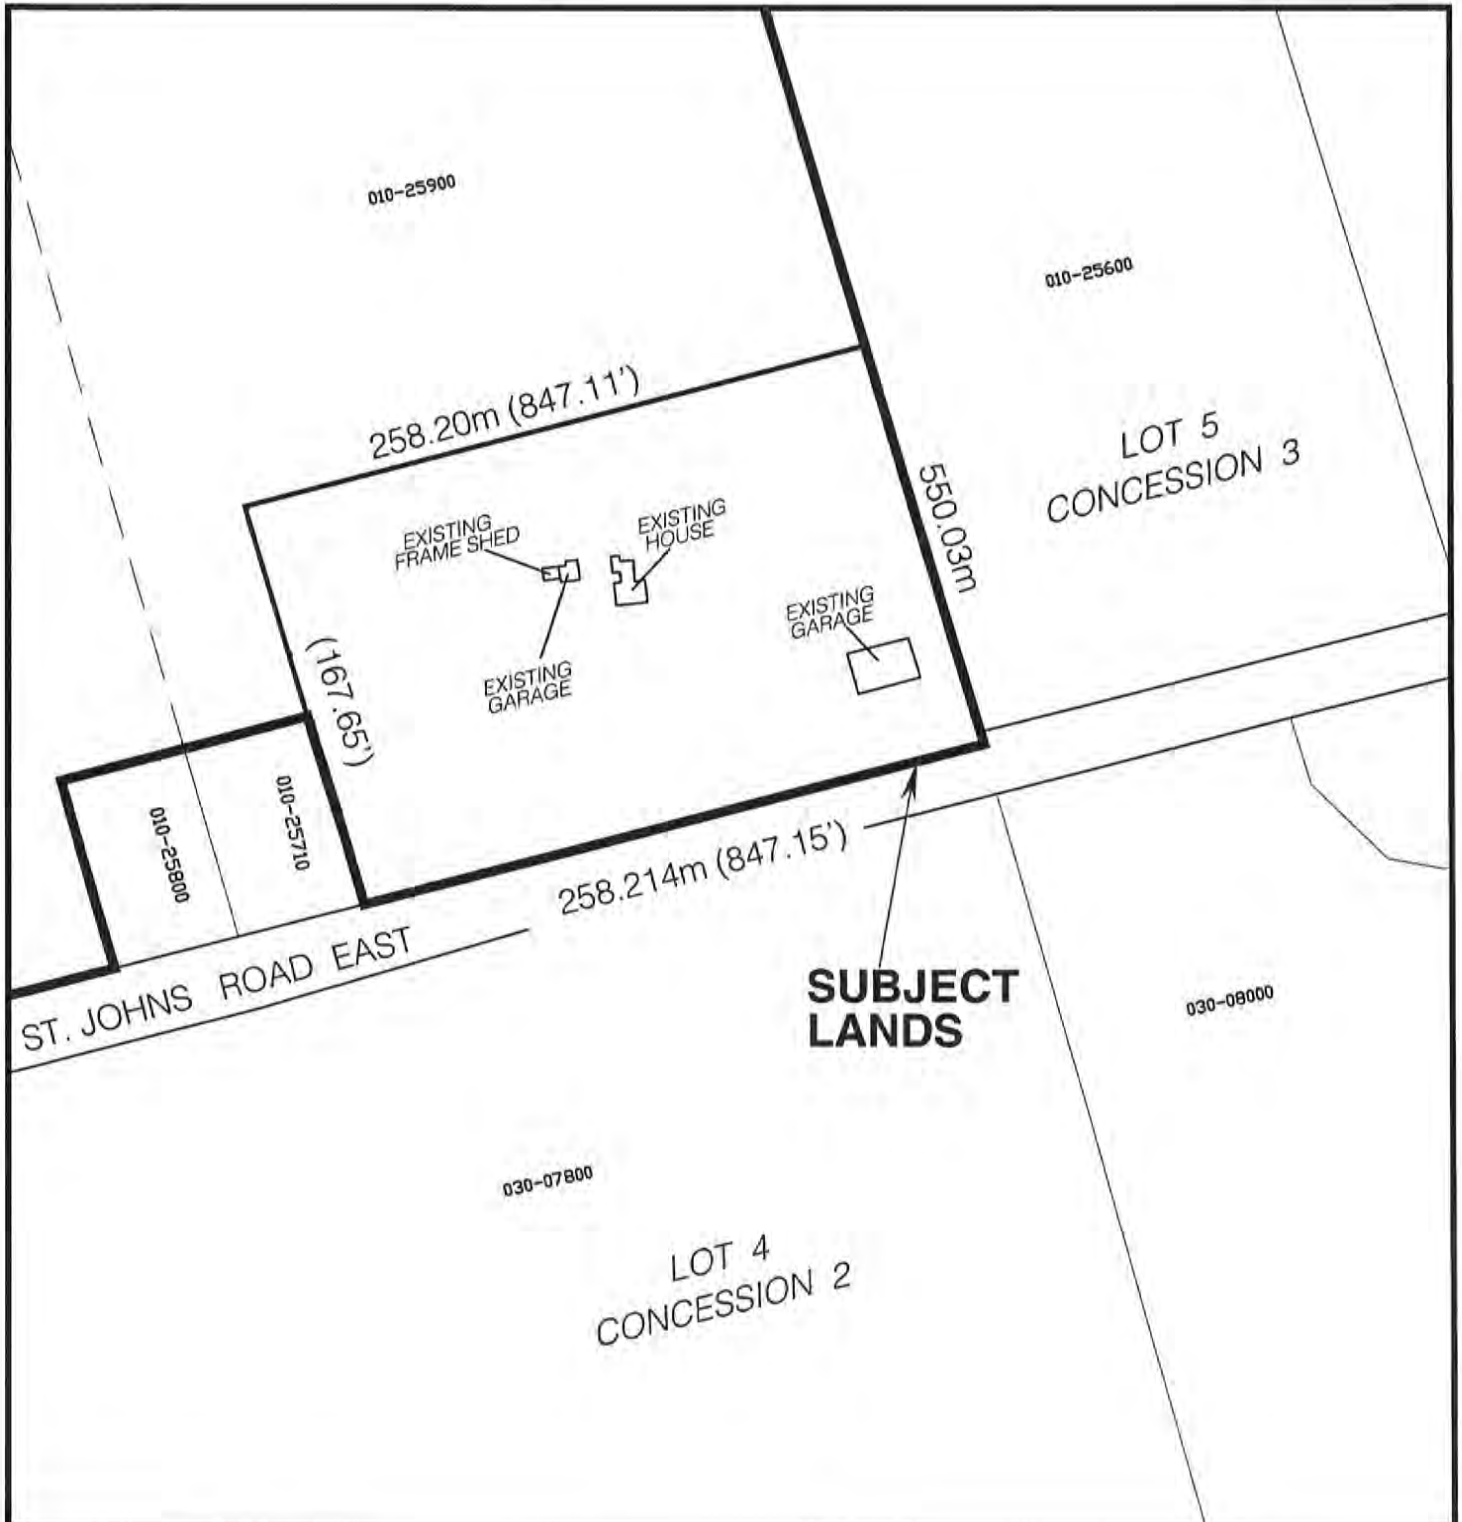 010-25900
010-25600
258.20m (847.11')
LOT 5
CONCESSION 3
550.03m
EXISTING
FRAME SHED
EXISTING
HOUSE
EXISTING
GARAGE
EXISTING
GARAGE
(167.65')
010-25710
010-25800
258.214m (847.15')
ST. JOHNS ROAD EAST
SUBJECT
LANDS
030-08000
030-07800
LOT 4
CONCESSION 2